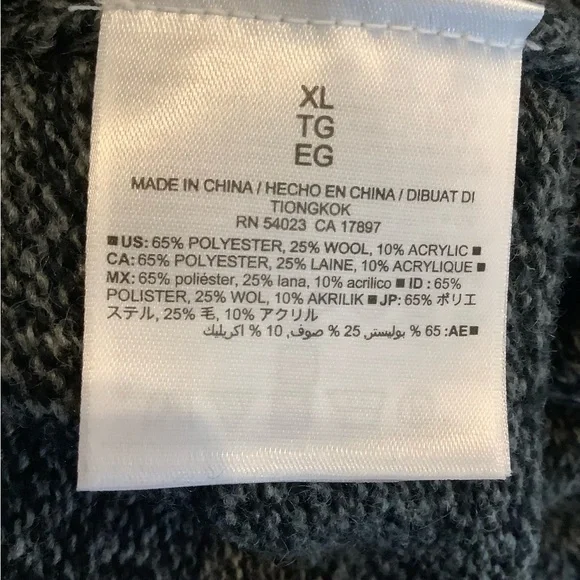 XL
TG
EG
MADE IN CHINA / HECHO EN CHINA / DIBUAT DI
TIONGKOK
RN 54023 CA 17897
■ US: 65% POLYESTER, 25% WOOL, 10% ACRYLIC ■
CA: 65% POLYESTER, 25% LAINE, 10% ACRYLIQUE ■
MX: 65% poliéster, 25% lana, 10% acrílico ■ ID : 65%
POLISTER, 25% WOL, 10% AKRILIK ■ JP: 65% ポリエ
ステル, 25% 毛, 10% アクリル
■AE: 65 % بوليستر, 25 % صوف, 10 % اكريليك